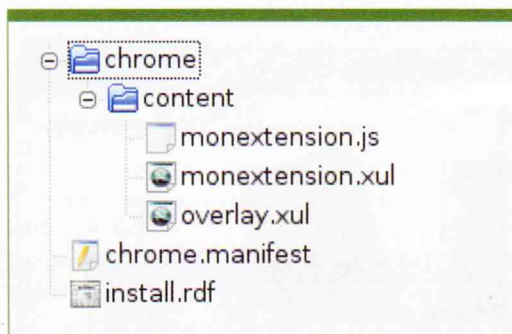 chrome
content
monextension.js
monextension.xul
overlay.xul
chrome.manifest
install.rdf